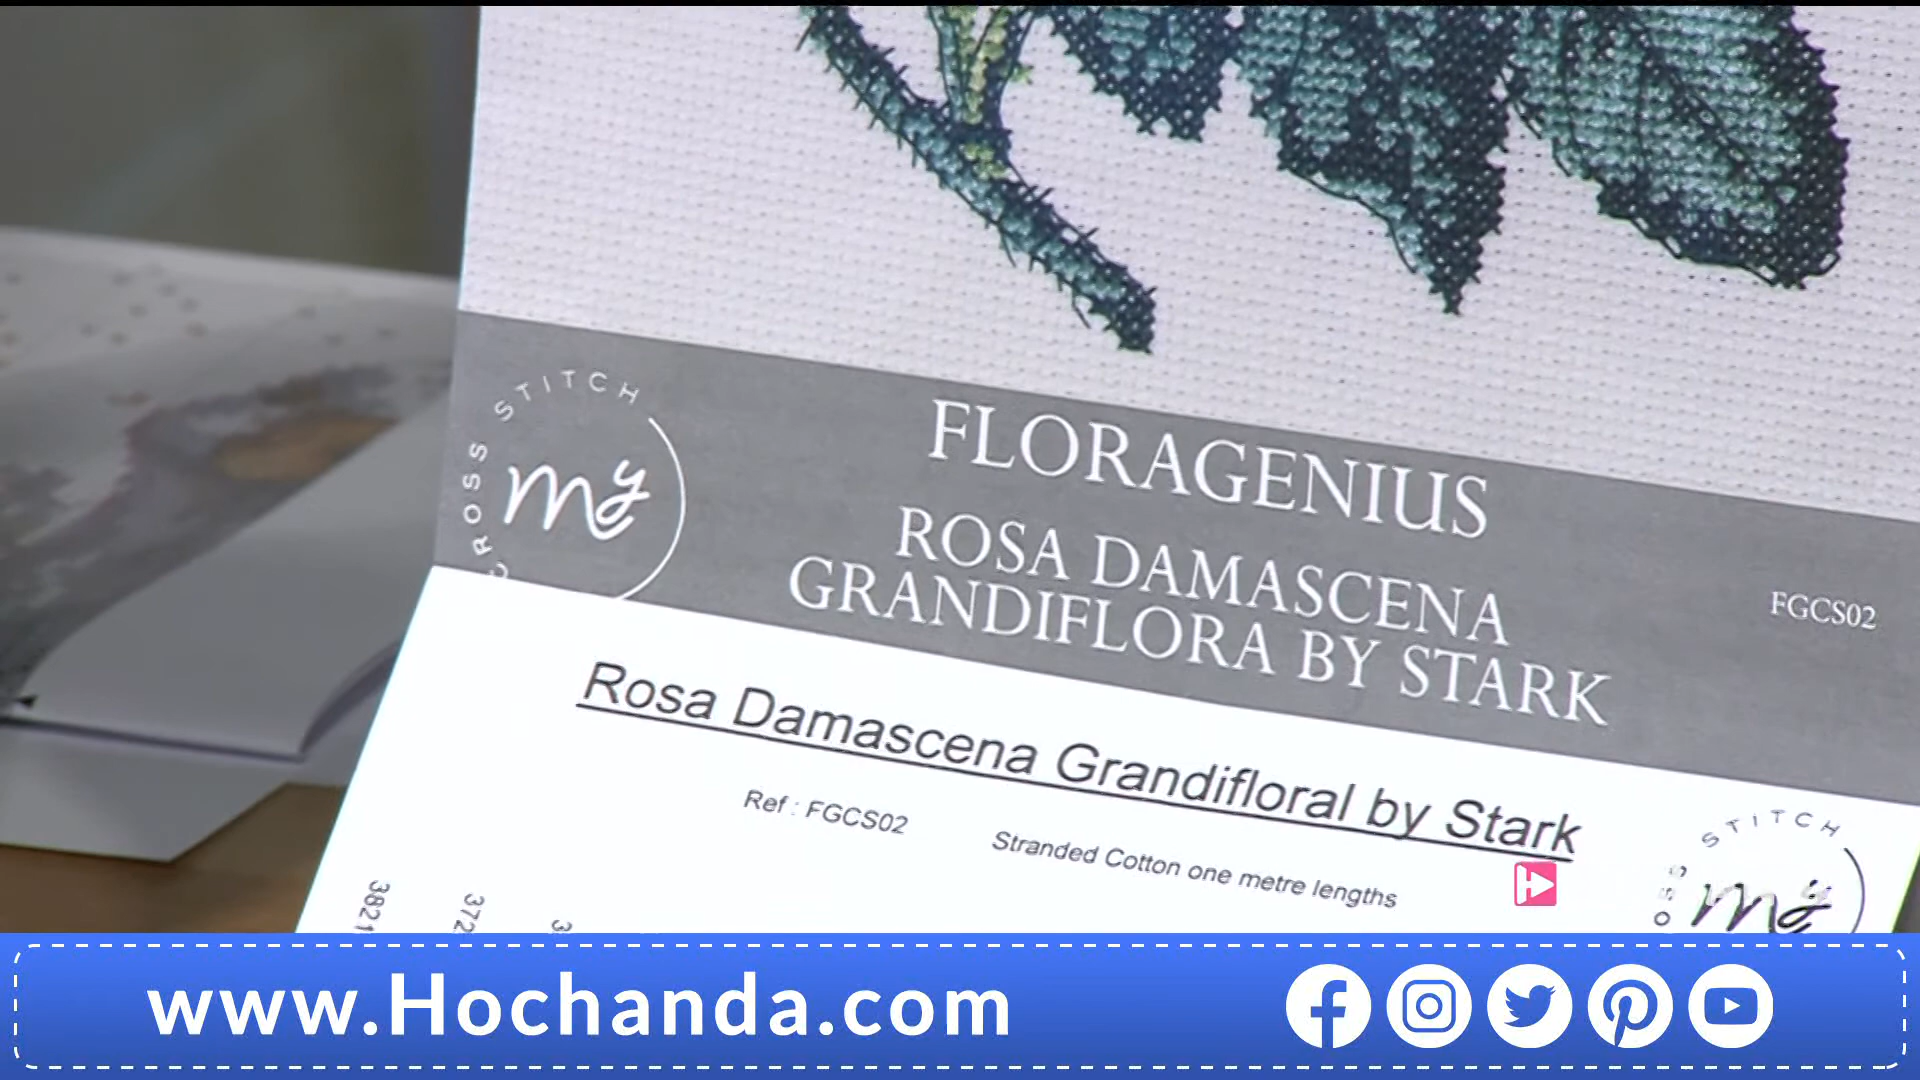 CROSS STITCH
my
FLORAGENIUS
ROSA DAMASCENA
GRANDIFLORA BY STARK
FGCS02
Rosa Damascena Grandifloral by Stark
Ref : FGCS02
Stranded Cotton one metre lengths
STITCH
my
www.Hochanda.com